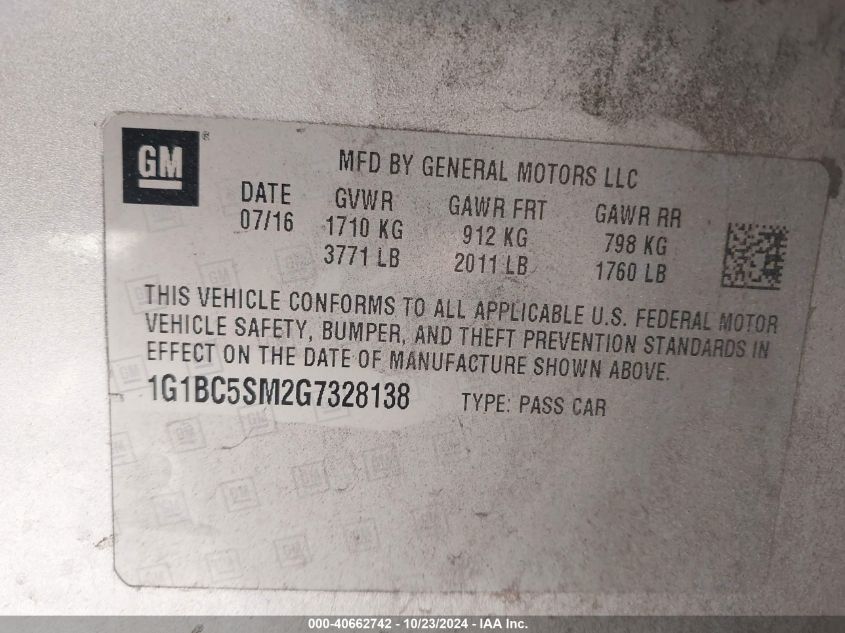 GM ®
MFD BY GENERAL MOTORS LLC
DATE GVWR GAWR FRT GAWR RR
07/16 1710 KG 912 KG 798 KG
3771 LB 2011 LB 1760 LB
THIS VEHICLE CONFORMS TO ALL APPLICABLE U.S. FEDERAL MOTOR
VEHICLE SAFETY, BUMPER, AND THEFT PREVENTION STANDARDS IN
EFFECT ON THE DATE OF MANUFACTURE SHOWN ABOVE.
1G1BC5SM2G7328138 TYPE: PASS CAR
000-40662742 - 10/23/2024 - IAA Inc.